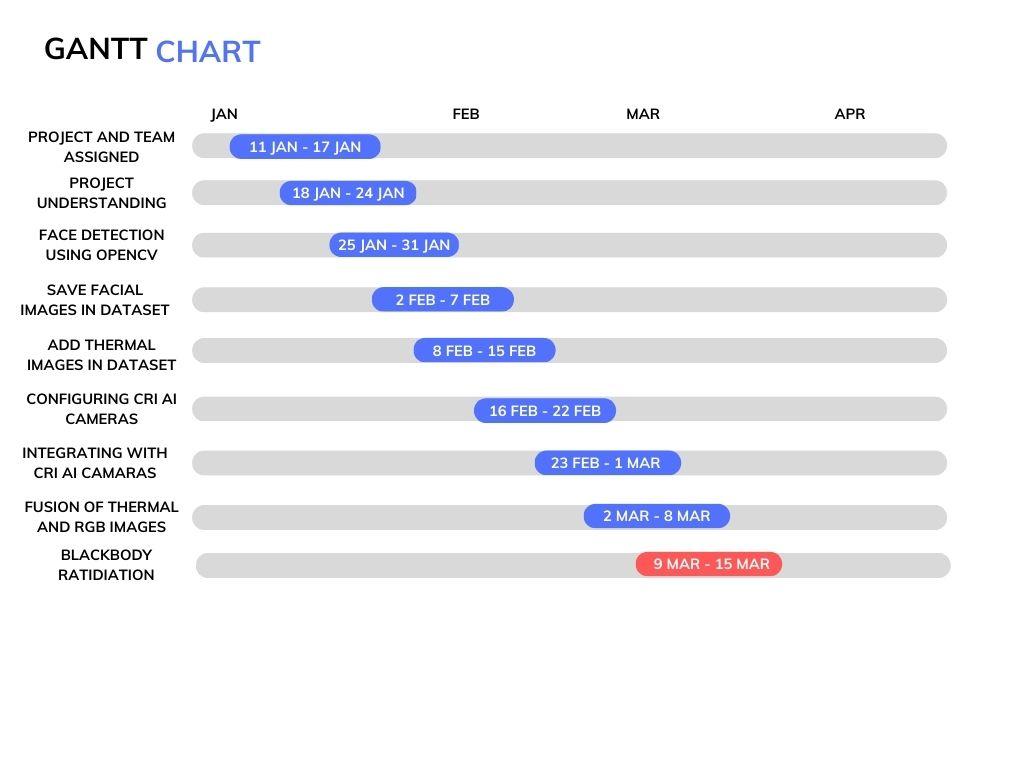 GANTT CHART
JAN FEB MAR APR
PROJECT AND TEAM
ASSIGNED
11 JAN - 17 JAN
PROJECT
UNDERSTANDING
18 JAN - 24 JAN
FACE DETECTION
USING OPENCV
25 JAN - 31 JAN
SAVE FACIAL
IMAGES IN DATASET
2 FEB - 7 FEB
ADD THERMAL
IMAGES IN DATASET
8 FEB - 15 FEB
CONFIGURING CRI AI
CAMERAS
16 FEB - 22 FEB
INTEGRATING WITH
CRI AI CAMARAS
23 FEB - 1 MAR
FUSION OF THERMAL
AND RGB IMAGES
2 MAR - 8 MAR
BLACKBODY
RATIDIATION
9 MAR - 15 MAR